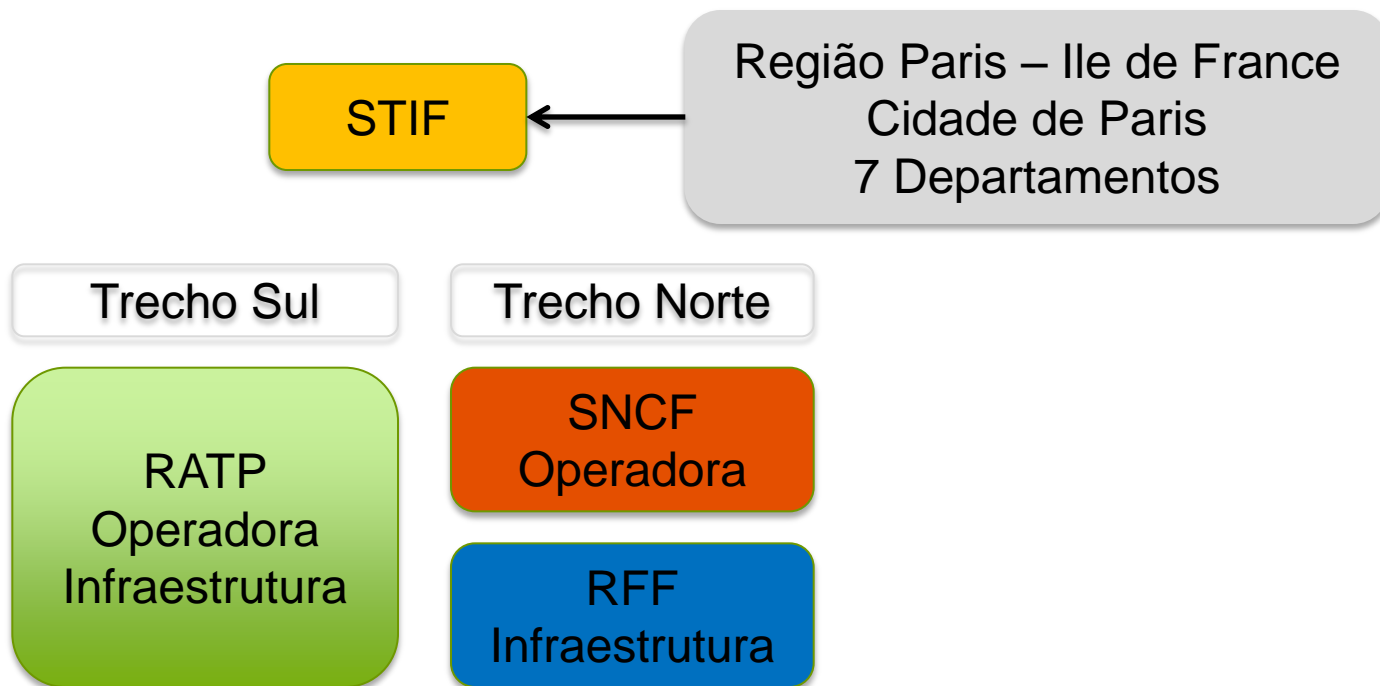 STIF
Região Paris – Ile de France
Cidade de Paris
7 Departamentos
Trecho Sul
Trecho Norte
RATP
Operadora
Infraestrutura
SNCF
Operadora
RFF
Infraestrutura